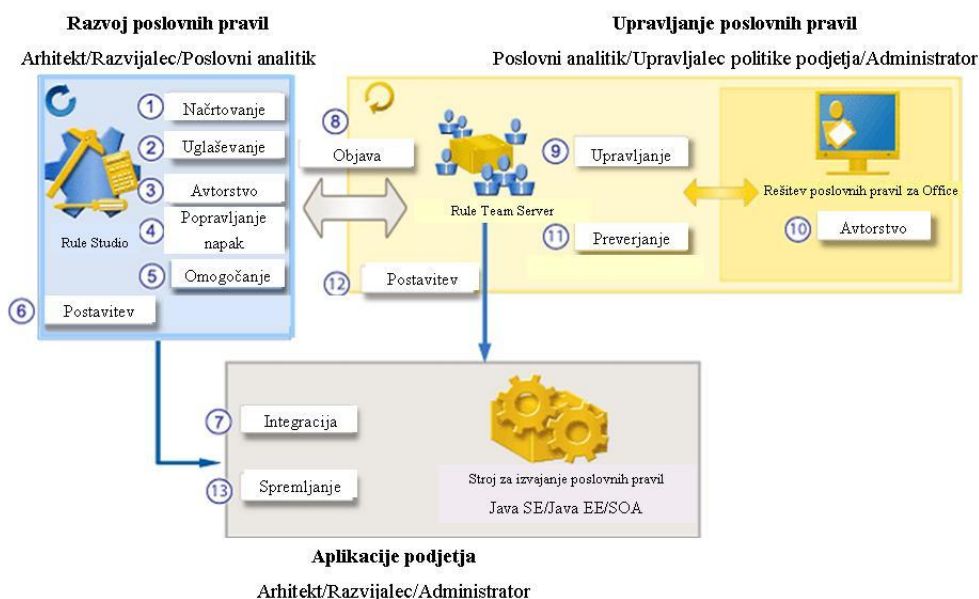 Razvoj poslovnih pravil
Arhitekt/Razvijalec/Poslovni analitik
1 Načrtovanje
2 Uglaševanje
3 Avtorstvo
4 Popravljanje
napak
Rule Studio
5 Omogočanje
6 Postavitev
Upravljanje poslovnih pravil
Poslovni analitik/Upravljalec politike podjetja/Administrator
8
Objava
Rule Team Server
9 Upravljanje
11 Preverjanje
12 Postavitev
Rešitev poslovnih pravil za Office
10 Avtorstvo
7 Integracija
13 Spremljanje
Stroj za izvajanje poslovnih pravil
Java SE/Java EE/SOA
Aplikacije podjetja
Arhitekt/Razvijalec/Administrator